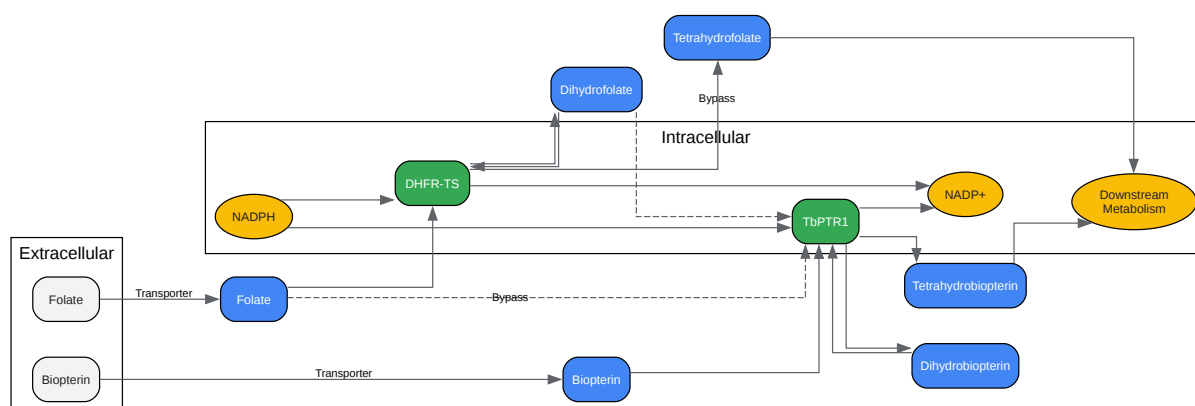 Tetrahydrofolate
Dihydrofolate
Bypass
Intracellular
DHFR-TS
NADPH
NADP+
Downstream
Metabolism
TbPTR1
Extracellular
Folate
Transporter
Folate
Bypass
Tetrahydrobiopterin
Biopterin
Transporter
Biopterin
Dihydrobiopterin